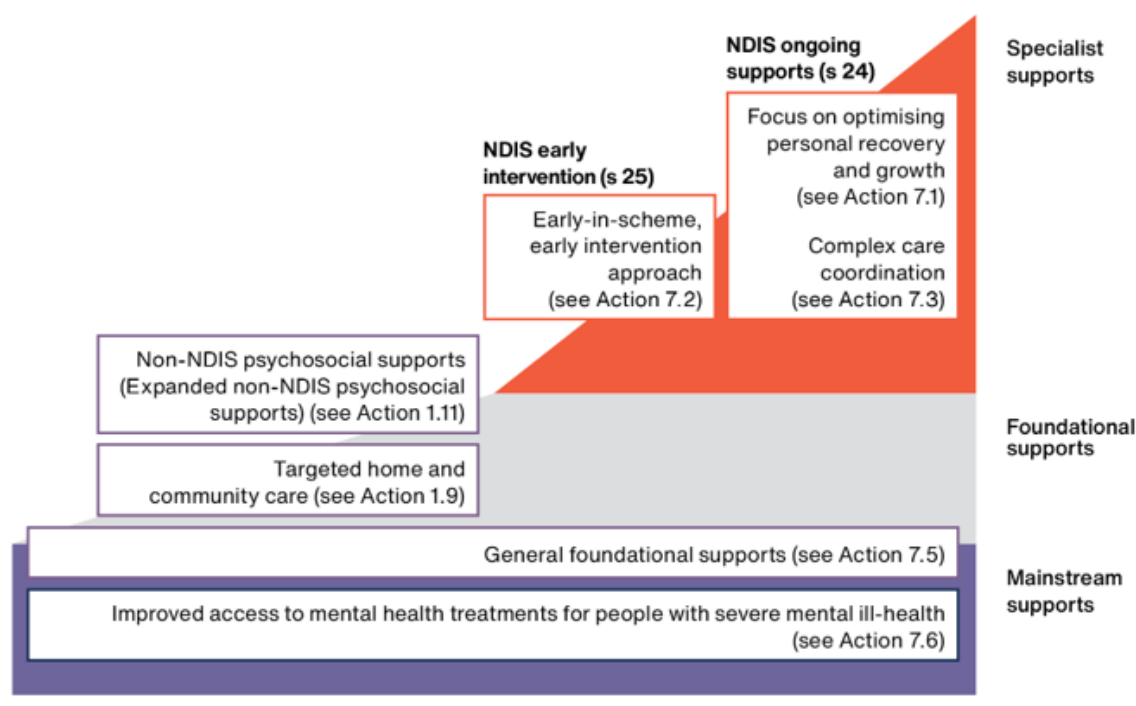 NDIS ongoing
supports (s 24)
Specialist
supports
Focus on optimising
personal recovery
and growth
(see Action 7.1)
Complex care
coordination
(see Action 7.3)
NDIS early
intervention (s 25)
Early-in-scheme,
early intervention
approach
(see Action 7.2)
Non-NDIS psychosocial supports
(Expanded non-NDIS psychosocial
supports) (see Action 1.11)
Foundational
supports
Targeted home and
community care (see Action 1.9)
General foundational supports (see Action 7.5)
Mainstream
supports
Improved access to mental health treatments for people with severe mental ill-health
(see Action 7.6)